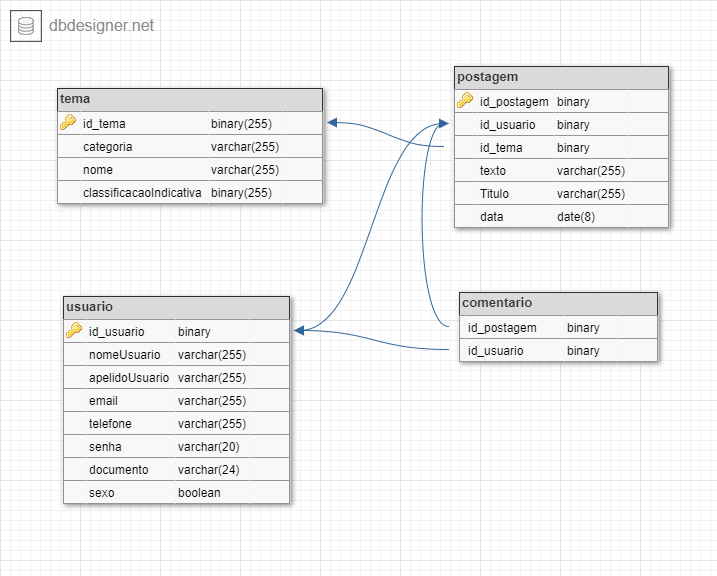 dbdesigner.net
tema
id_tema binary(255)
categoria varchar(255)
nome varchar(255)
classificacaoIndicativa binary(255)
postagem
id_postagem binary
id_usuario binary
id_tema binary
texto varchar(255)
Titulo varchar(255)
data date(8)
usuario
id_usuario binary
nomeUsuario varchar(255)
apelidoUsuario varchar(255)
email varchar(255)
telefone varchar(255)
senha varchar(20)
documento varchar(24)
sexo boolean
comentario
id_postagem binary
id_usuario binary